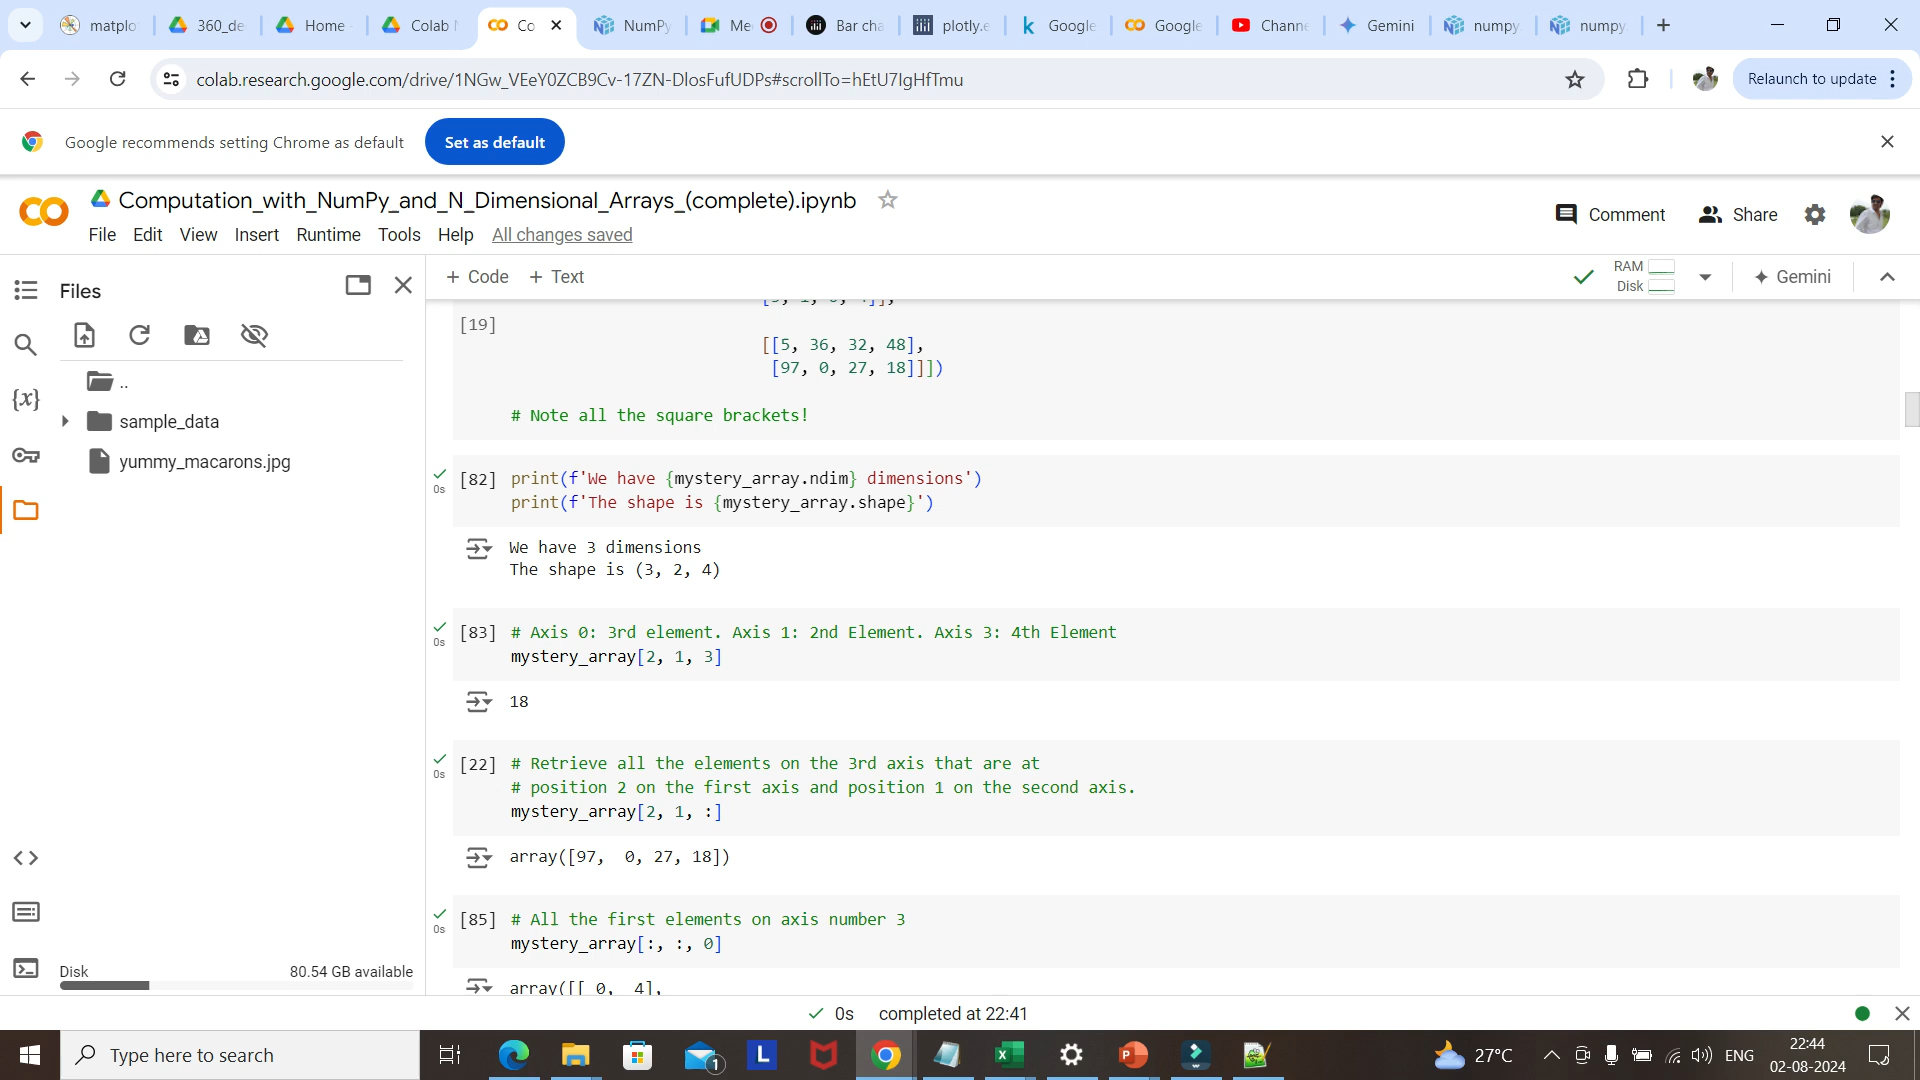 matplo
360_de
Home
Colab
Co
NumPy
Me
Bar cha
plotly.e
Google
Google
Chann
Gemini
numpy
numpy
colab.research.google.com/drive/1NGw_VEeY0ZCB9Cv-17ZN-DlosFufUDPs#scrollTo=hEtU7IgHfTmu
Relaunch to update
Google recommends setting Chrome as default
Set as default
Computation_with_NumPy_and_N_Dimensional_Arrays_(complete).ipynb
Comment
Share
File Edit View Insert Runtime Tools Help All changes saved
Files
+ Code + Text
RAM
Disk
Gemini
..
sample_data
yummy_macarons.jpg
Disk 80.54 GB available
[19]
[[5, 36, 32, 48],
[97, 0, 27, 18]]])
# Note all the square brackets!
0s
[82] print(f'We have {mystery_array.ndim} dimensions')
print(f'The shape is {mystery_array.shape}')
We have 3 dimensions
The shape is (3, 2, 4)
0s
[83] # Axis 0: 3rd element. Axis 1: 2nd Element. Axis 3: 4th Element
mystery_array[2, 1, 3]
18
0s
[22] # Retrieve all the elements on the 3rd axis that are at
# position 2 on the first axis and position 1 on the second axis.
mystery_array[2, 1, :]
array([97, 0, 27, 18])
0s
[85] # All the first elements on axis number 3
mystery_array[:, :, 0]
array([[ 0, 4],
0s completed at 22:41
Type here to search
1
27°C
ENG
22:44
02-08-2024